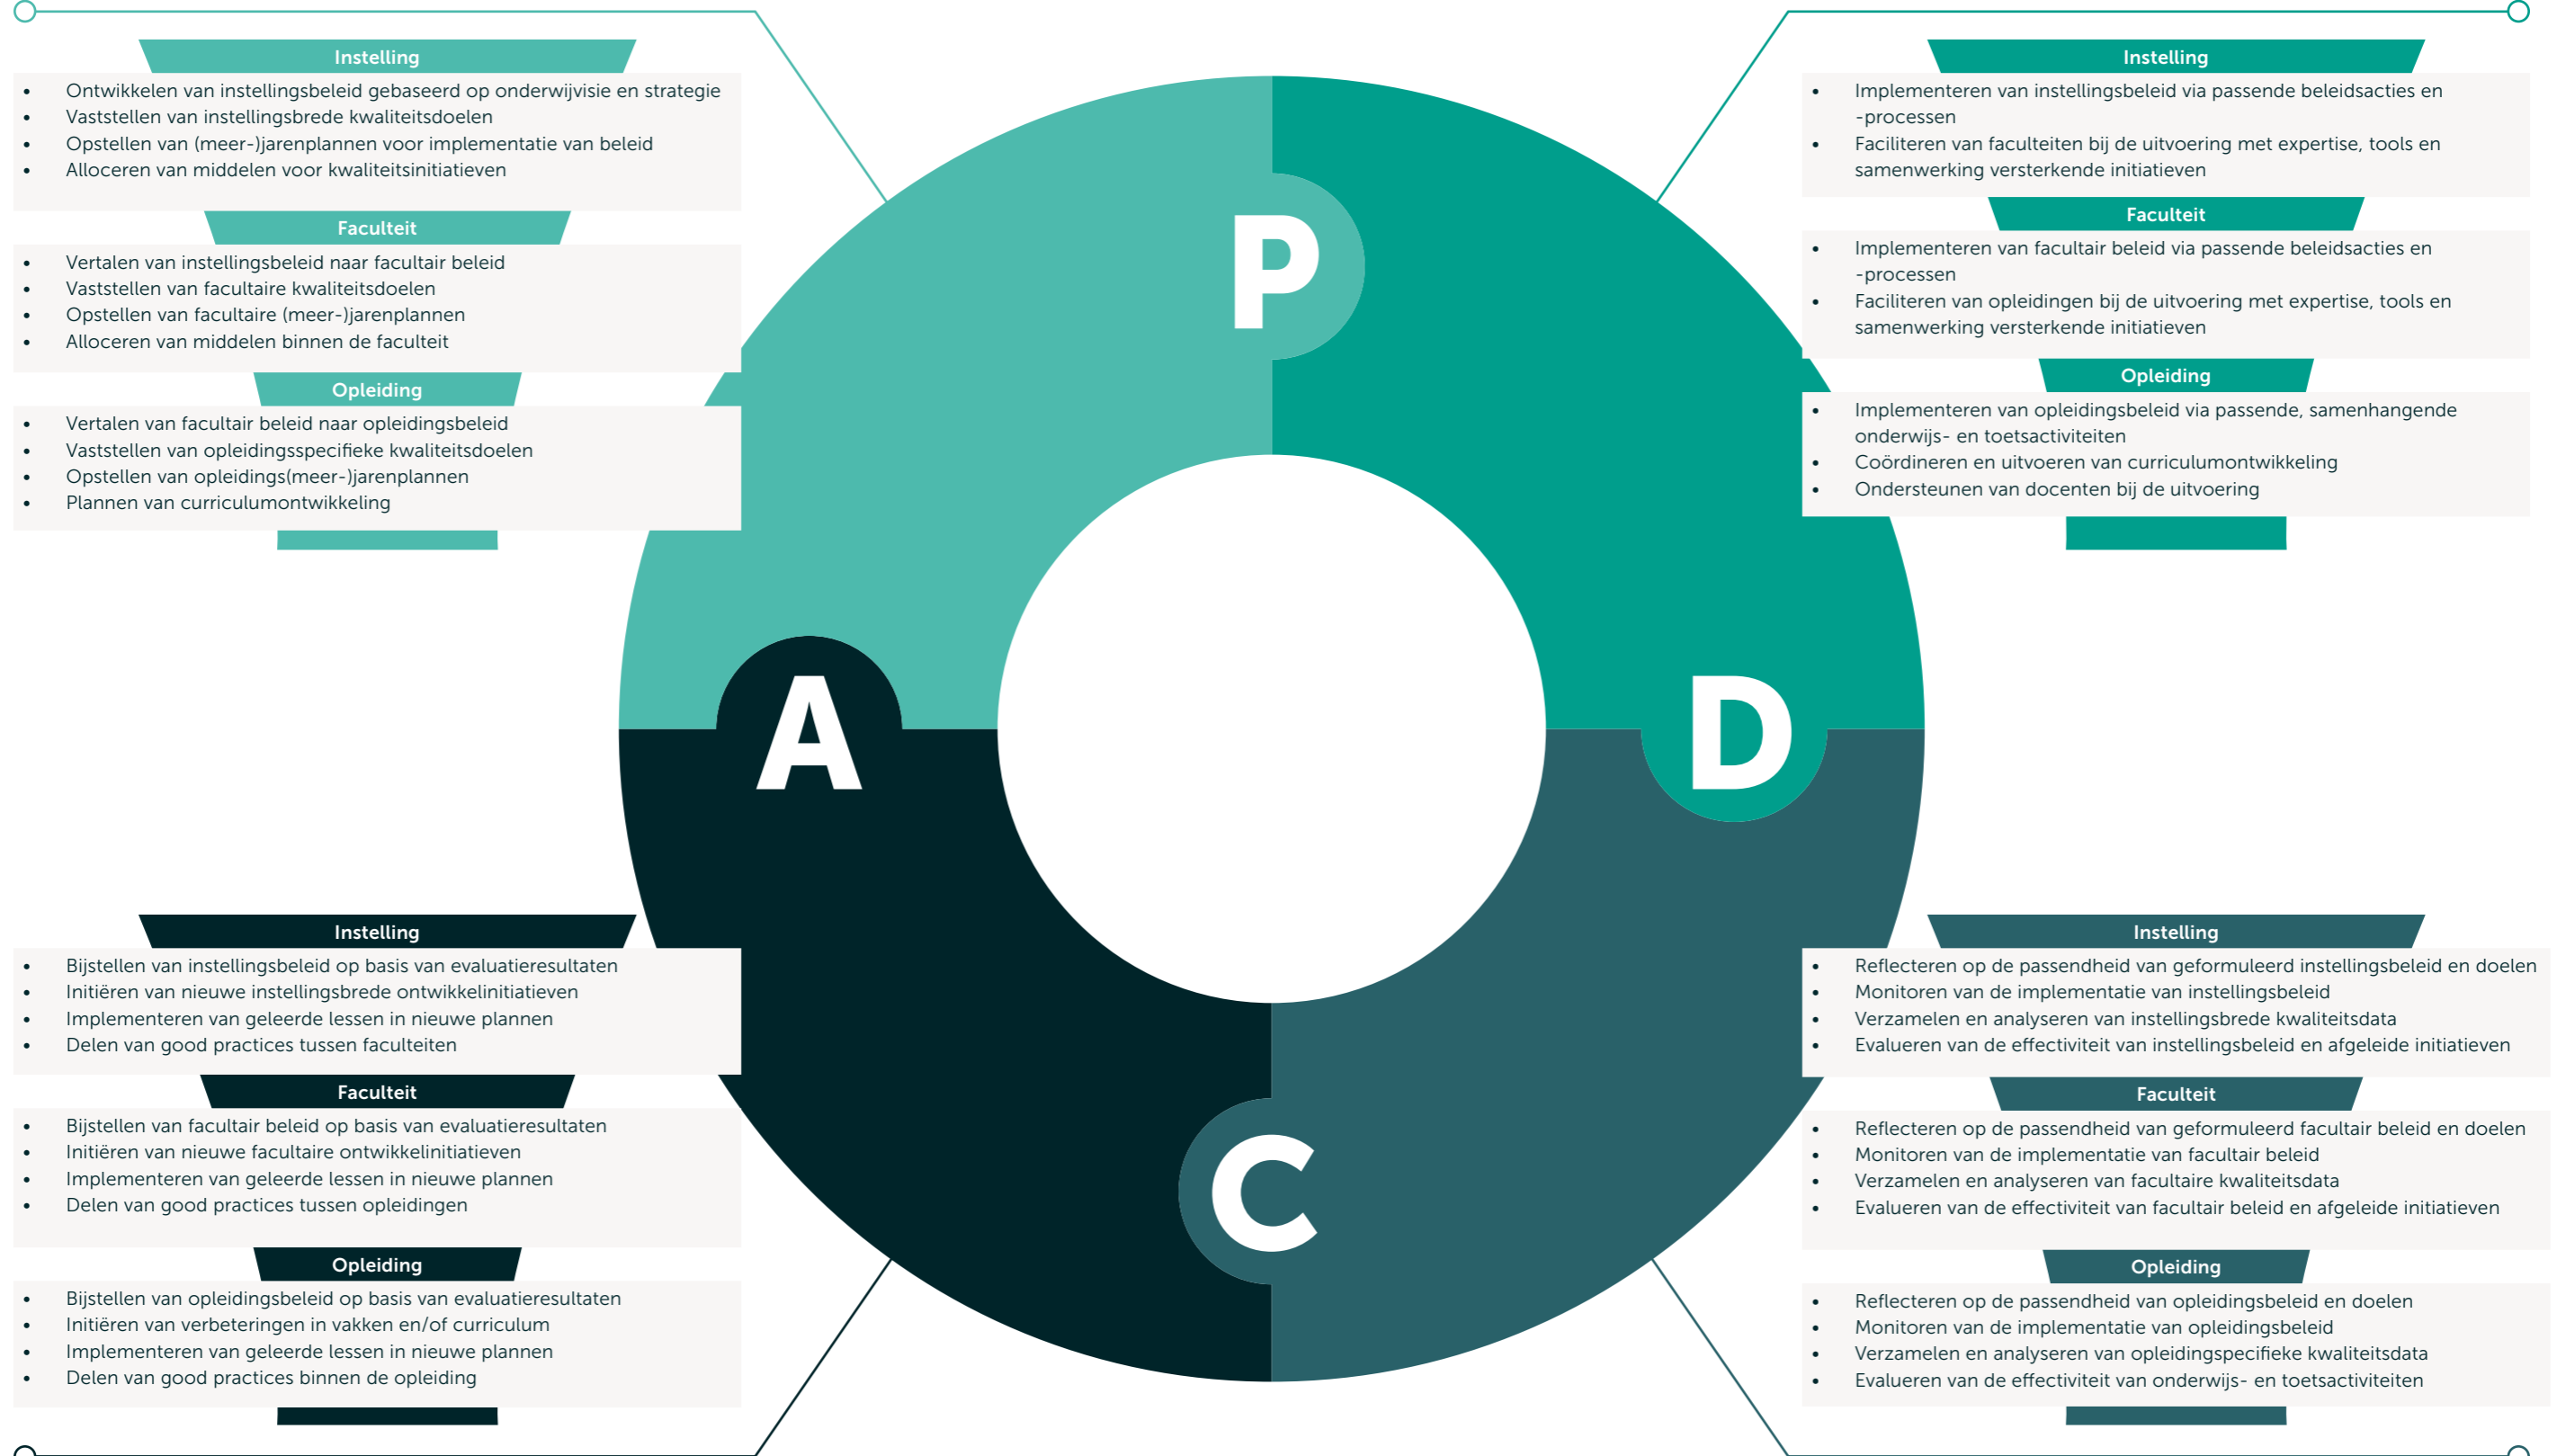 Instelling
• Ontwikkelen van instellingsbeleid gebaseerd op onderwijvisie en strategie
• Vaststellen van instellingsbrede kwaliteitsdoelen
• Opstellen van (meer-)jarenplannen voor implementatie van beleid
• Alloceren van middelen voor kwaliteitsinitiatieven
Faculteit
• Vertalen van instellingsbeleid naar facultair beleid
• Vaststellen van facultaire kwaliteitsdoelen
• Opstellen van facultaire (meer-)jarenplannen
• Alloceren van middelen binnen de faculteit
Opleiding
• Vertalen van facultair beleid naar opleidingsbeleid
• Vaststellen van opleidingsspecifieke kwaliteitsdoelen
• Opstellen van opleidings(meer-)jarenplannen
• Plannen van curriculumontwikkeling
P
Instelling
• Implementeren van instellingsbeleid via passende beleidsacties en
-processen
• Faciliteren van faculteiten bij de uitvoering met expertise, tools en
samenwerking versterkende initiatieven
Faculteit
• Implementeren van facultair beleid via passende beleidsacties en
-processen
• Faciliteren van opleidingen bij de uitvoering met expertise, tools en
samenwerking versterkende initiatieven
Opleiding
• Implementeren van opleidingsbeleid via passende, samenhangende
onderwijs- en toetsactiviteiten
• Coördineren en uitvoeren van curriculumontwikkeling
• Ondersteunen van docenten bij de uitvoering
A
D
Instelling
• Bijstellen van instellingsbeleid op basis van evaluatieresultaten
• Initiëren van nieuwe instellingsbrede ontwikkelinitiatieven
• Implementeren van geleerde lessen in nieuwe plannen
• Delen van good practices tussen faculteiten
Faculteit
• Bijstellen van facultair beleid op basis van evaluatieresultaten
• Initiëren van nieuwe facultaire ontwikkelinitiatieven
• Implementeren van geleerde lessen in nieuwe plannen
• Delen van good practices tussen opleidingen
Opleiding
• Bijstellen van opleidingsbeleid op basis van evaluatieresultaten
• Initiëren van verbeteringen in vakken en/of curriculum
• Implementeren van geleerde lessen in nieuwe plannen
• Delen van good practices binnen de opleiding
C
Instelling
• Reflecteren op de passendheid van geformuleerd instellingsbeleid en doelen
• Monitoren van de implementatie van instellingsbeleid
• Verzamelen en analyseren van instellingsbrede kwaliteitsdata
• Evalueren van de effectiviteit van instellingsbeleid en afgeleide initiatieven
Faculteit
• Reflecteren op de passendheid van geformuleerd facultair beleid en doelen
• Monitoren van de implementatie van facultair beleid
• Verzamelen en analyseren van facultaire kwaliteitsdata
• Evalueren van de effectiviteit van facultair beleid en afgeleide initiatieven
Opleiding
• Reflecteren op de passendheid van opleidingsbeleid en doelen
• Monitoren van de implementatie van opleidingsbeleid
• Verzamelen en analyseren van opleidingspecifieke kwaliteitsdata
• Evalueren van de effectiviteit van onderwijs- en toetsactiviteiten